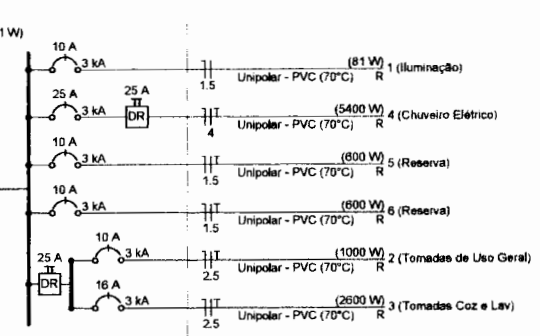 1 W)
10 A
3 kA
1.5
(81 W)
Unipolar - PVC (70°C) R
1 (Iluminação)
25 A
3 kA
25 A
DR
T
4
(5400 W)
Unipolar - PVC (70°C) R
4 (Chuveiro Elétrico)
10 A
3 kA
T
1.5
(600 W)
Unipolar - PVC (70°C) R
5 (Reserva)
10 A
3 kA
T
1.5
(600 W)
Unipolar - PVC (70°C) R
6 (Reserva)
25 A
DR
10 A
3 kA
T
2.5
(1000 W)
Unipolar - PVC (70°C) R
2 (Tomadas de Uso Geral)
16 A
3 kA
T
2.5
(2600 W)
Unipolar - PVC (70°C) R
3 (Tomadas Coz e Lav)